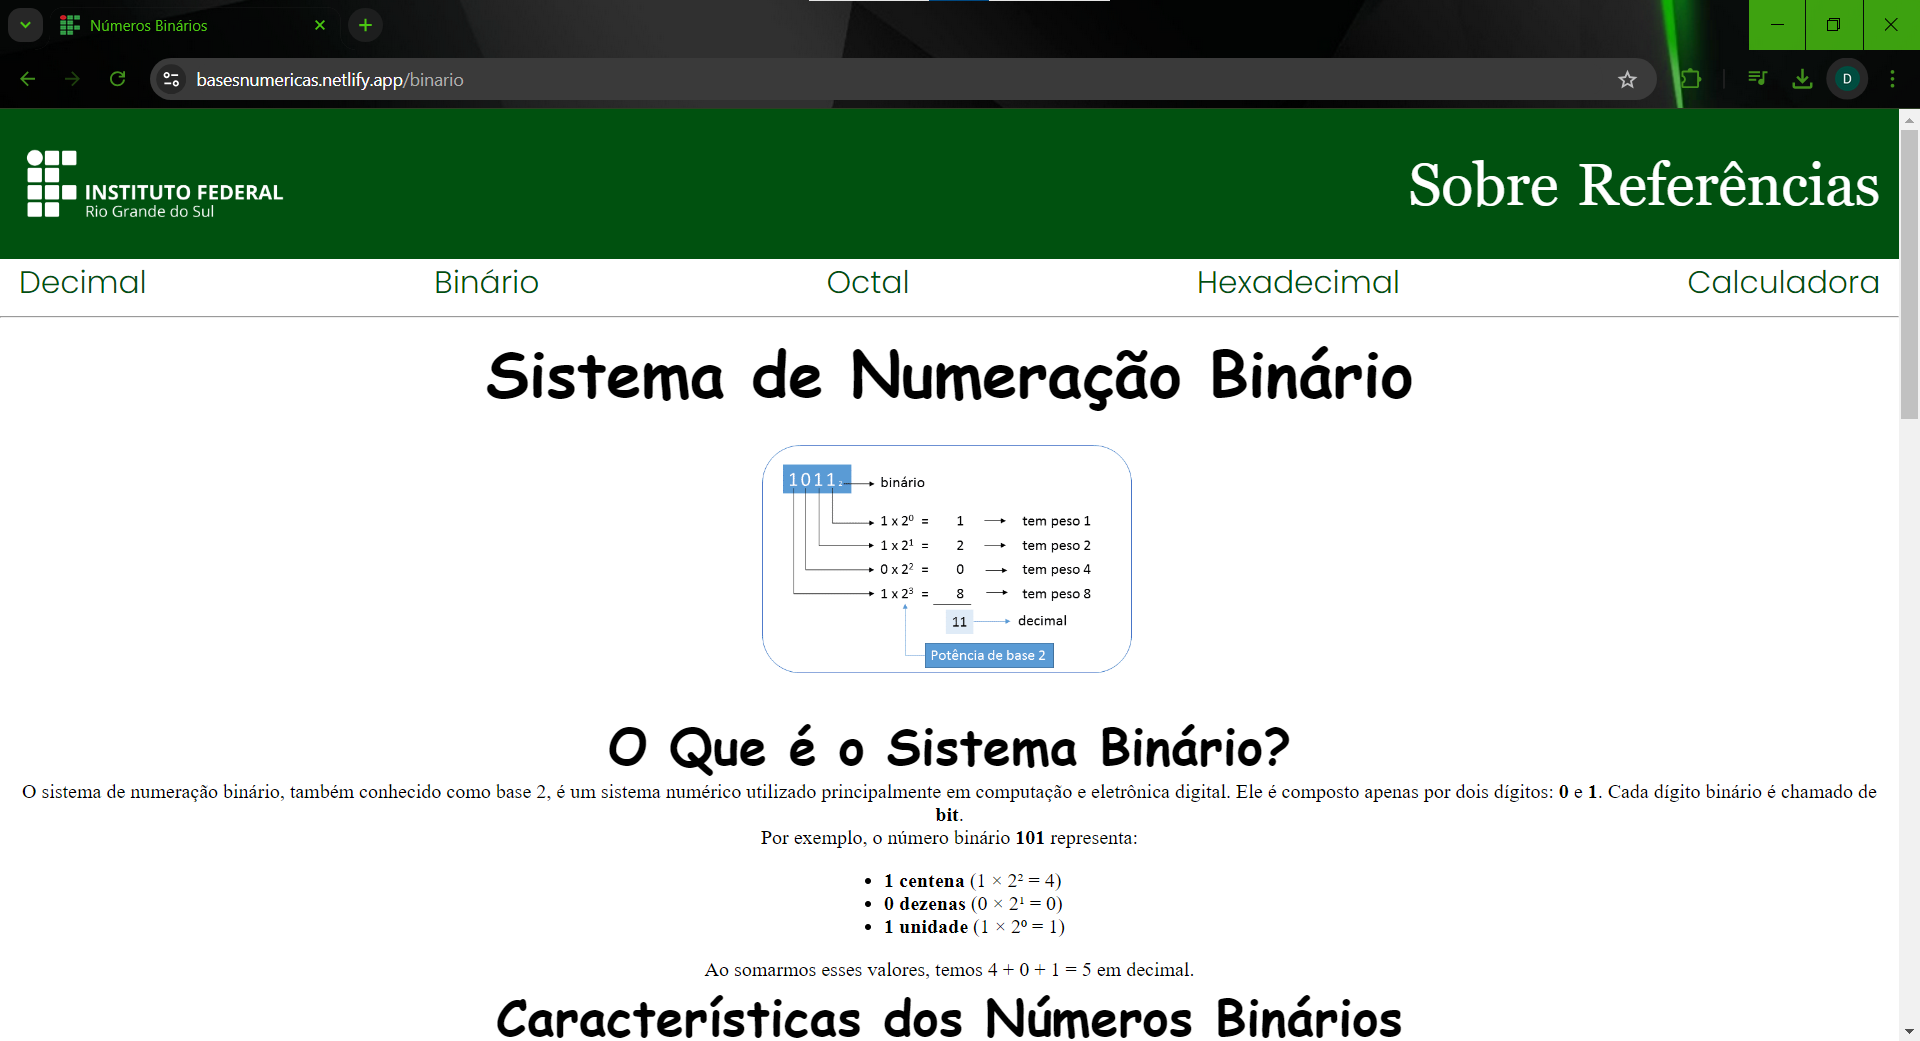 Números Binários
basesnumericas.netlify.app/binario
D
INSTITUTO FEDERAL
Rio Grande do Sul
Sobre Referências
Decimal Binário Octal Hexadecimal Calculadora
Sistema de Numeração Binário
1011₂ binário
1 x 2⁰ = 1 tem peso 1
1 x 2¹ = 2 tem peso 2
0 x 2² = 0 tem peso 4
1 x 2³ = 8 tem peso 8
11 decimal
Potência de base 2
O Que é o Sistema Binário?
O sistema de numeração binário, também conhecido como base 2, é um sistema numérico utilizado principalmente em computação e eletrônica digital. Ele é composto apenas por dois dígitos: 0 e 1. Cada dígito binário é chamado de
bit.
Por exemplo, o número binário 101 representa:
• 1 centena (1 × 2² = 4)
• 0 dezenas (0 × 2¹ = 0)
• 1 unidade (1 × 2⁰ = 1)
Ao somarmos esses valores, temos 4 + 0 + 1 = 5 em decimal.
Características dos Números Binários